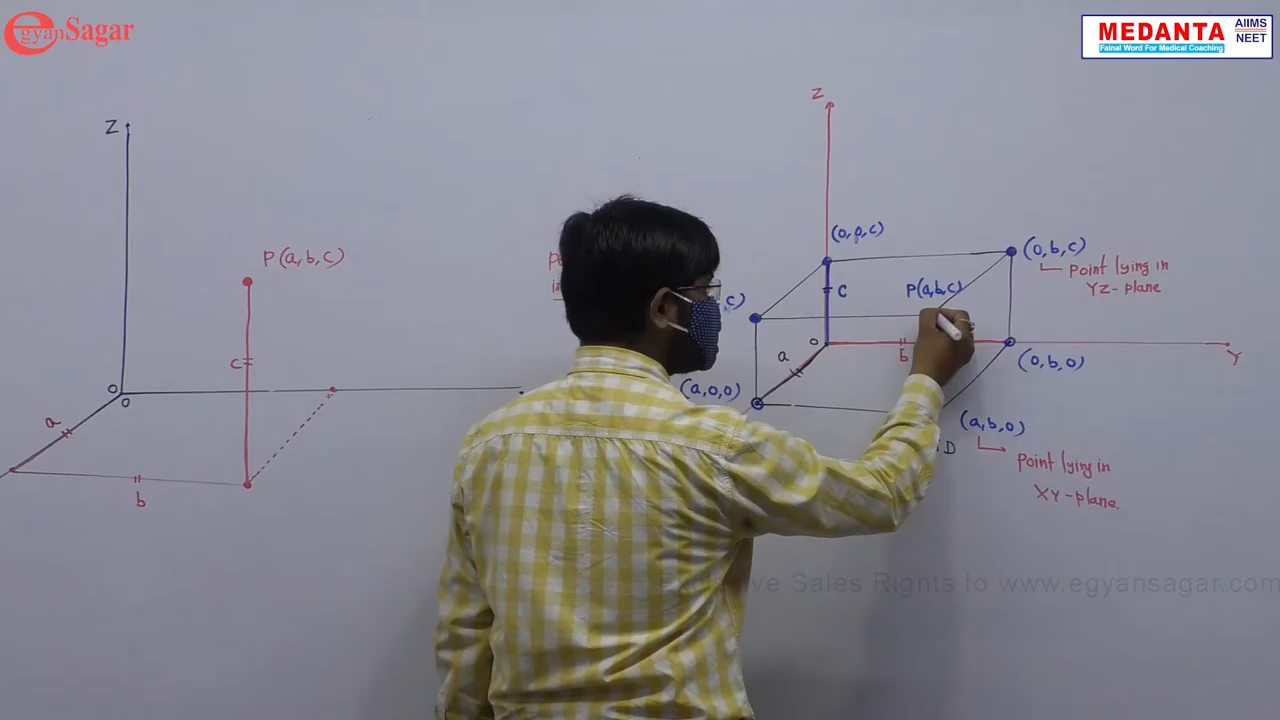 egyanSagar
MEDANTA
AIIMS
NEET
Fainal Word For Medical Coaching
Z
P(a,b,c)
c
O
O
a
b
Z
(0,0,c)
(0,b,c)
Point lying in
YZ-plane
P(a,b,c)
c)
c
a
O
b
Y
(0,b,0)
(a,0,0)
(a,b,0)
D
Point lying in
XY-plane.
Sales Rights to www.egyansagar.com